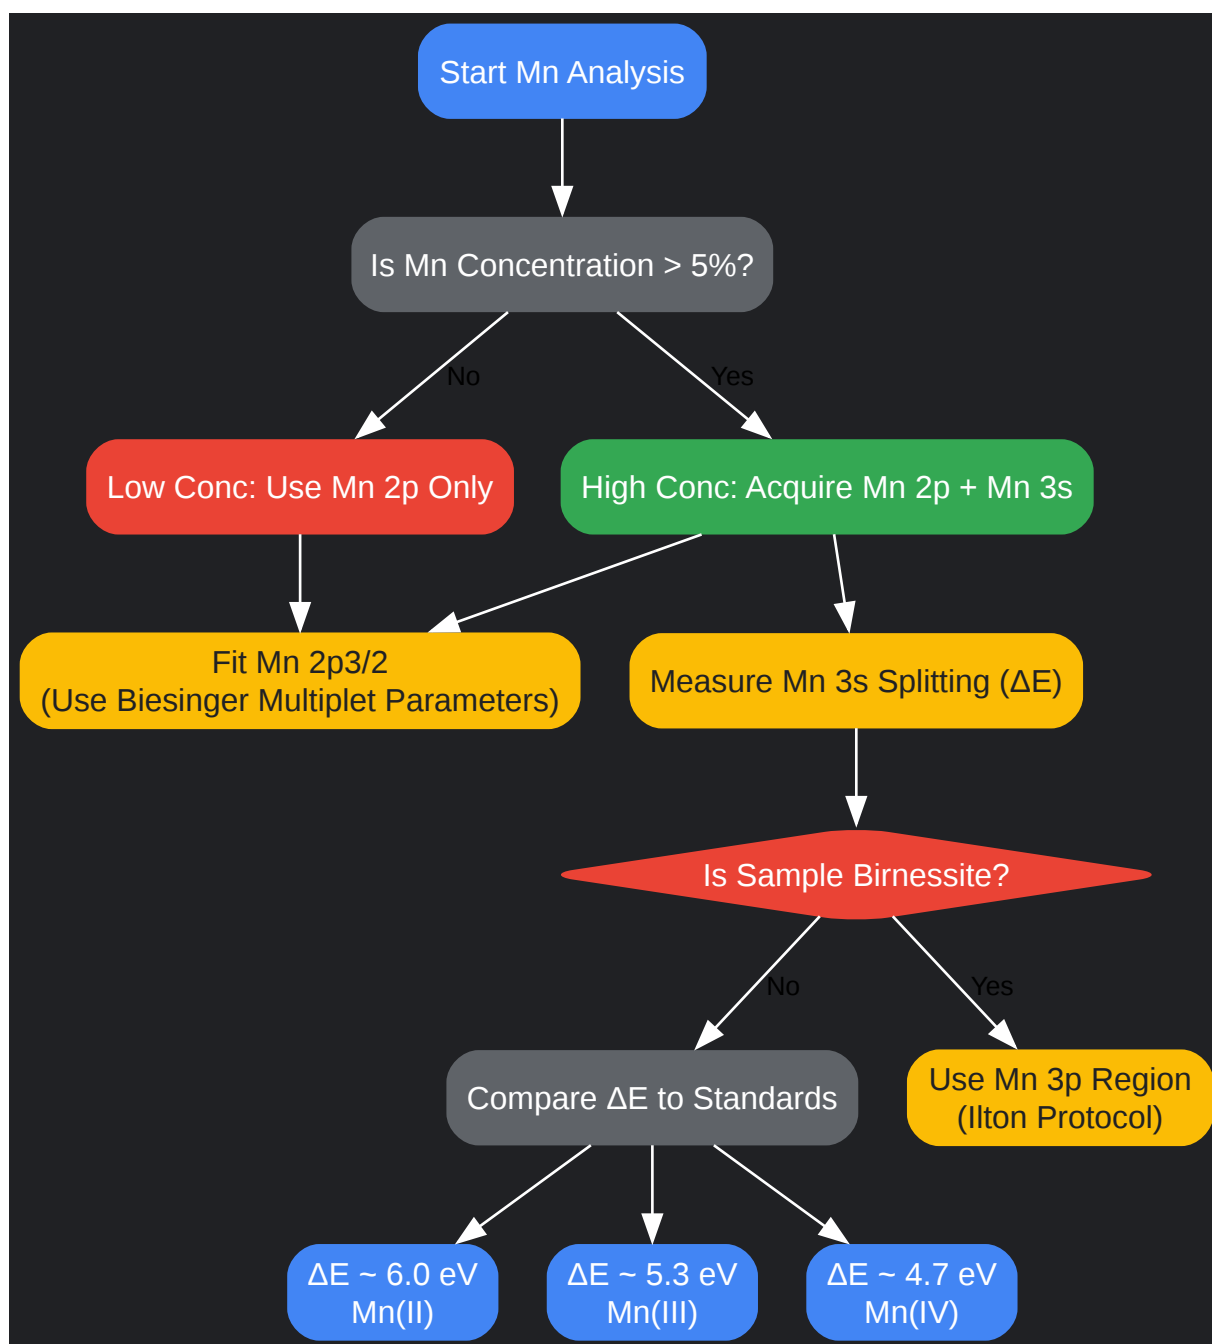 Start Mn Analysis
Is Mn Concentration > 5%?
No
Yes
Low Conc: Use Mn 2p Only
High Conc: Acquire Mn 2p + Mn 3s
Fit Mn 2p3/2
(Use Biesinger Multiplet Parameters)
Measure Mn 3s Splitting (ΔE)
Is Sample Birnessite?
No
Yes
Compare ΔE to Standards
Use Mn 3p Region
(Ilton Protocol)
ΔE ~ 6.0 eV
Mn(II)
ΔE ~ 5.3 eV
Mn(III)
ΔE ~ 4.7 eV
Mn(IV)